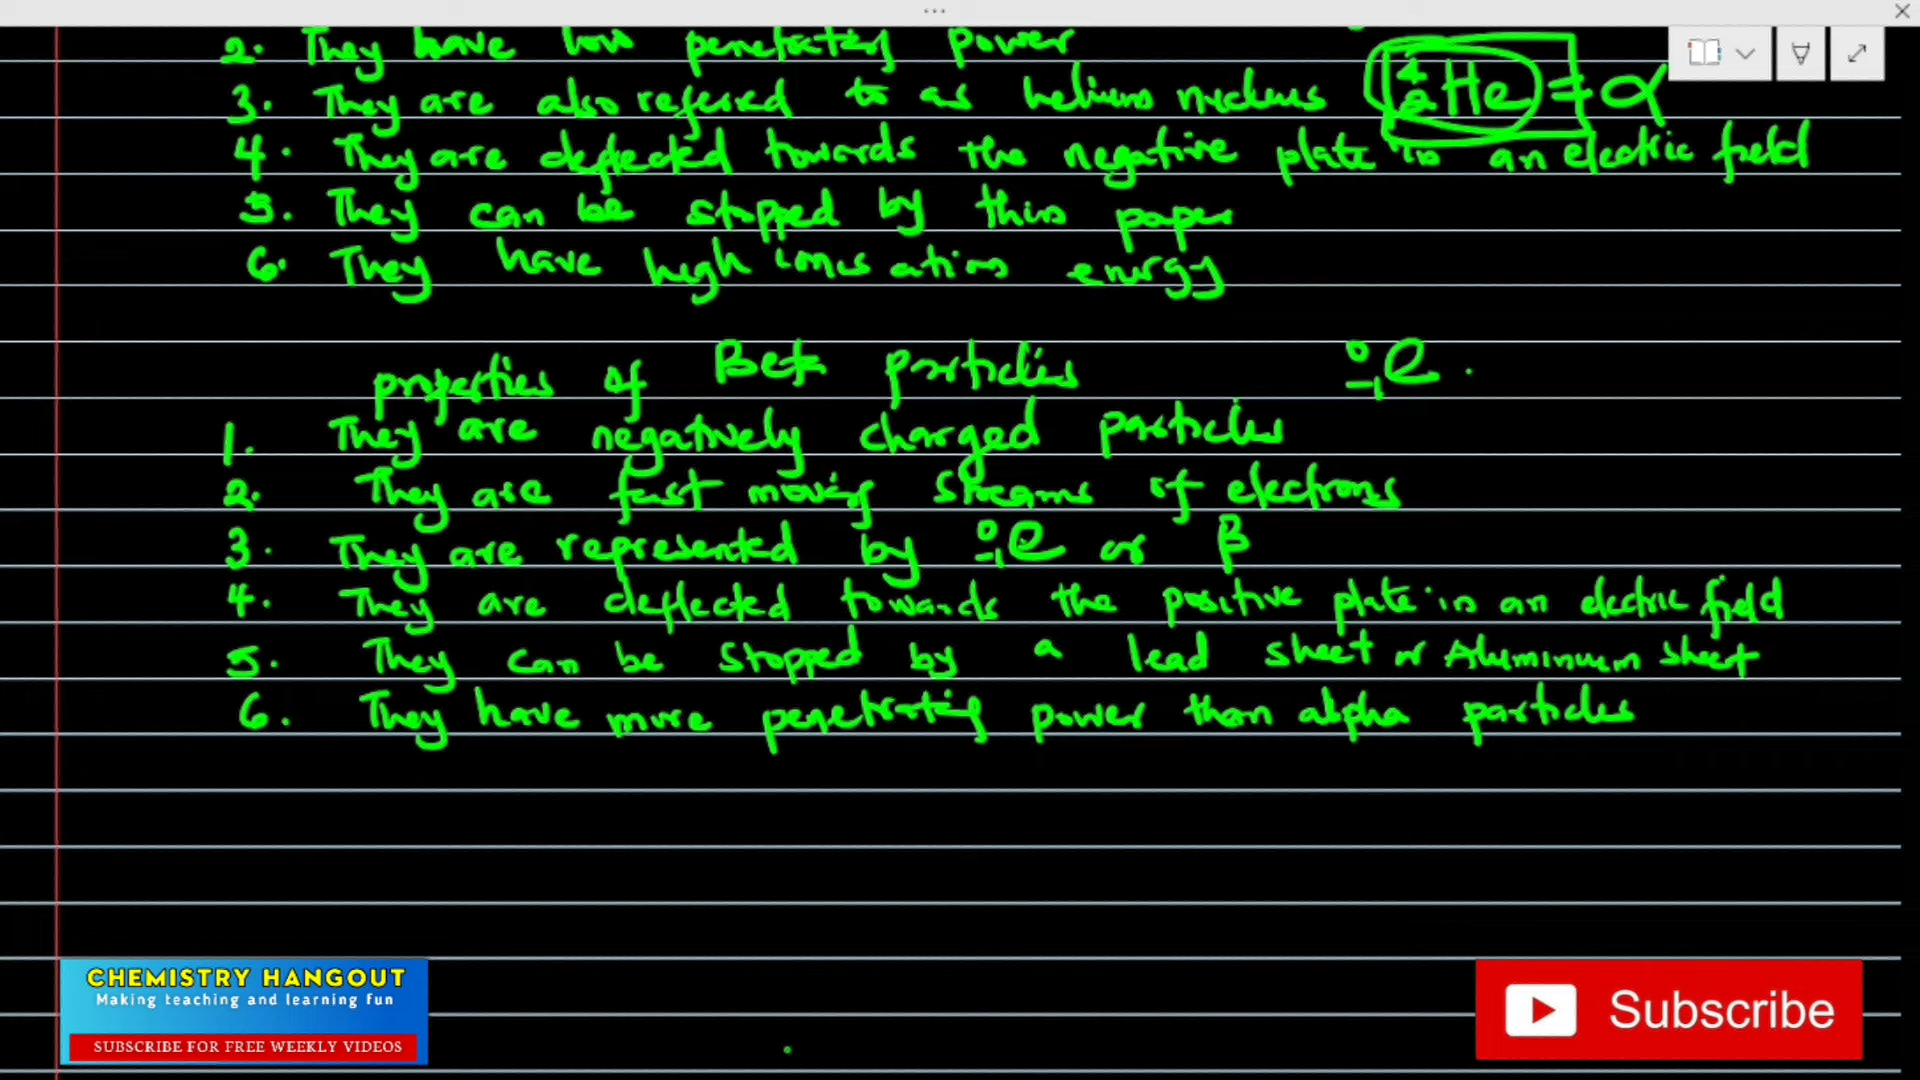 2. They have low penetrating power
3. They are also refered to as helium nucleus ⁴₂He = α
4. They are deflected towards the negative plate in an electric field
5. They can be stopped by thin paper
6. They have high ionisation energy
properties of Beta particles ⁰₋₁e.
1. They are negatively charged particles
2. They are fast moving streams of electrons
3. They are represented by ⁰₋₁e or β
4. They are deflected towards the positive plate in an electric field
5. They can be stopped by a lead sheet or Aluminium sheet
6. They have more penetrating power than alpha particles
CHEMISTRY HANGOUT
Making teaching and learning fun
SUBSCRIBE FOR FREE WEEKLY VIDEOS
Subscribe